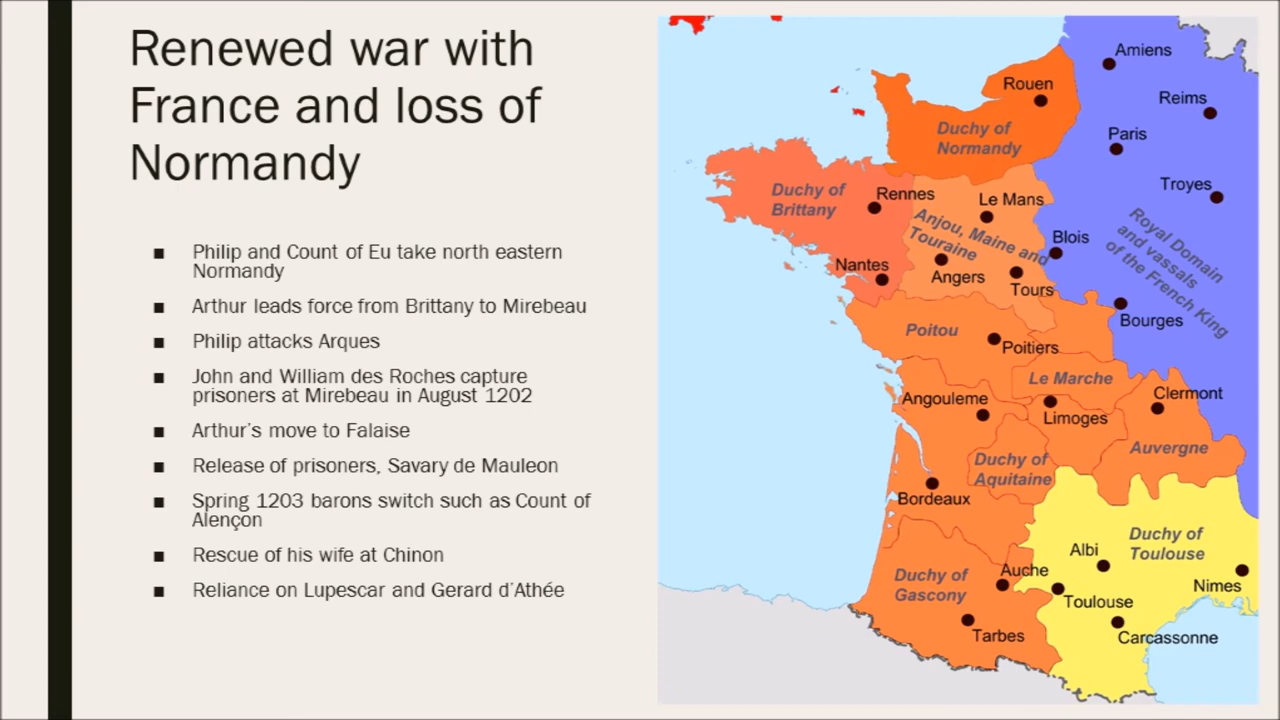 Renewed war with
France and loss of
Normandy
■ Philip and Count of Eu take north eastern
Normandy
■ Arthur leads force from Brittany to Mirebeau
■ Philip attacks Arques
■ John and William des Roches capture
prisoners at Mirebeau in August 1202
■ Arthur's move to Falaise
■ Release of prisoners, Savary de Mauleon
■ Spring 1203 barons switch such as Count of
Alençon
■ Rescue of his wife at Chinon
■ Reliance on Lupescar and Gerard d'Athée
Amiens
Rouen
Reims
Duchy of
Normandy
Paris
Troyes
Duchy of
Brittany
Rennes
Le Mans
Anjou, Maine and
Touraine
Blois
Royal Domain
and vassals
of the French King
Nantes
Angers
Tours
Bourges
Poitou
Poitiers
Le Marche
Clermont
Angouleme
Limoges
Auvergne
Duchy of
Aquitaine
Bordeaux
Duchy of
Toulouse
Albi
Auche
Duchy of
Gascony
Nimes
Toulouse
Tarbes
Carcassonne